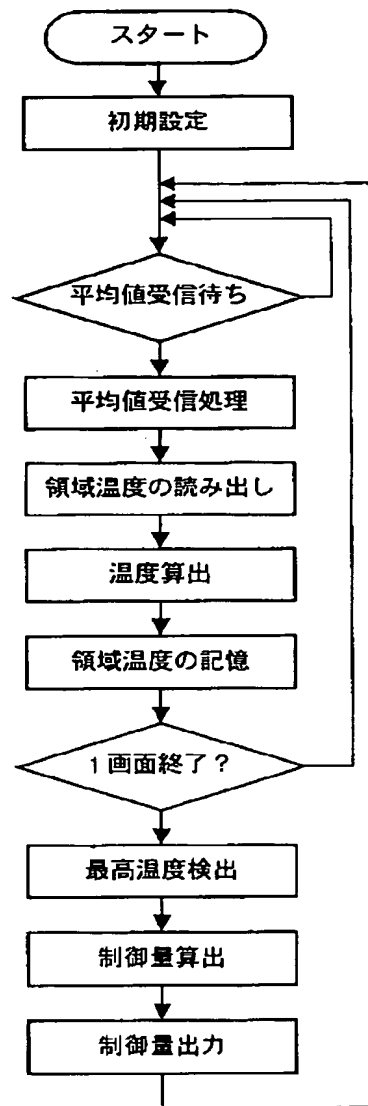 スタート
初期設定
平均値受信待ち
平均値受信処理
領域温度の読み出し
温度算出
領域温度の記憶
1画面終了?
最高温度検出
制御量算出
制御量出力